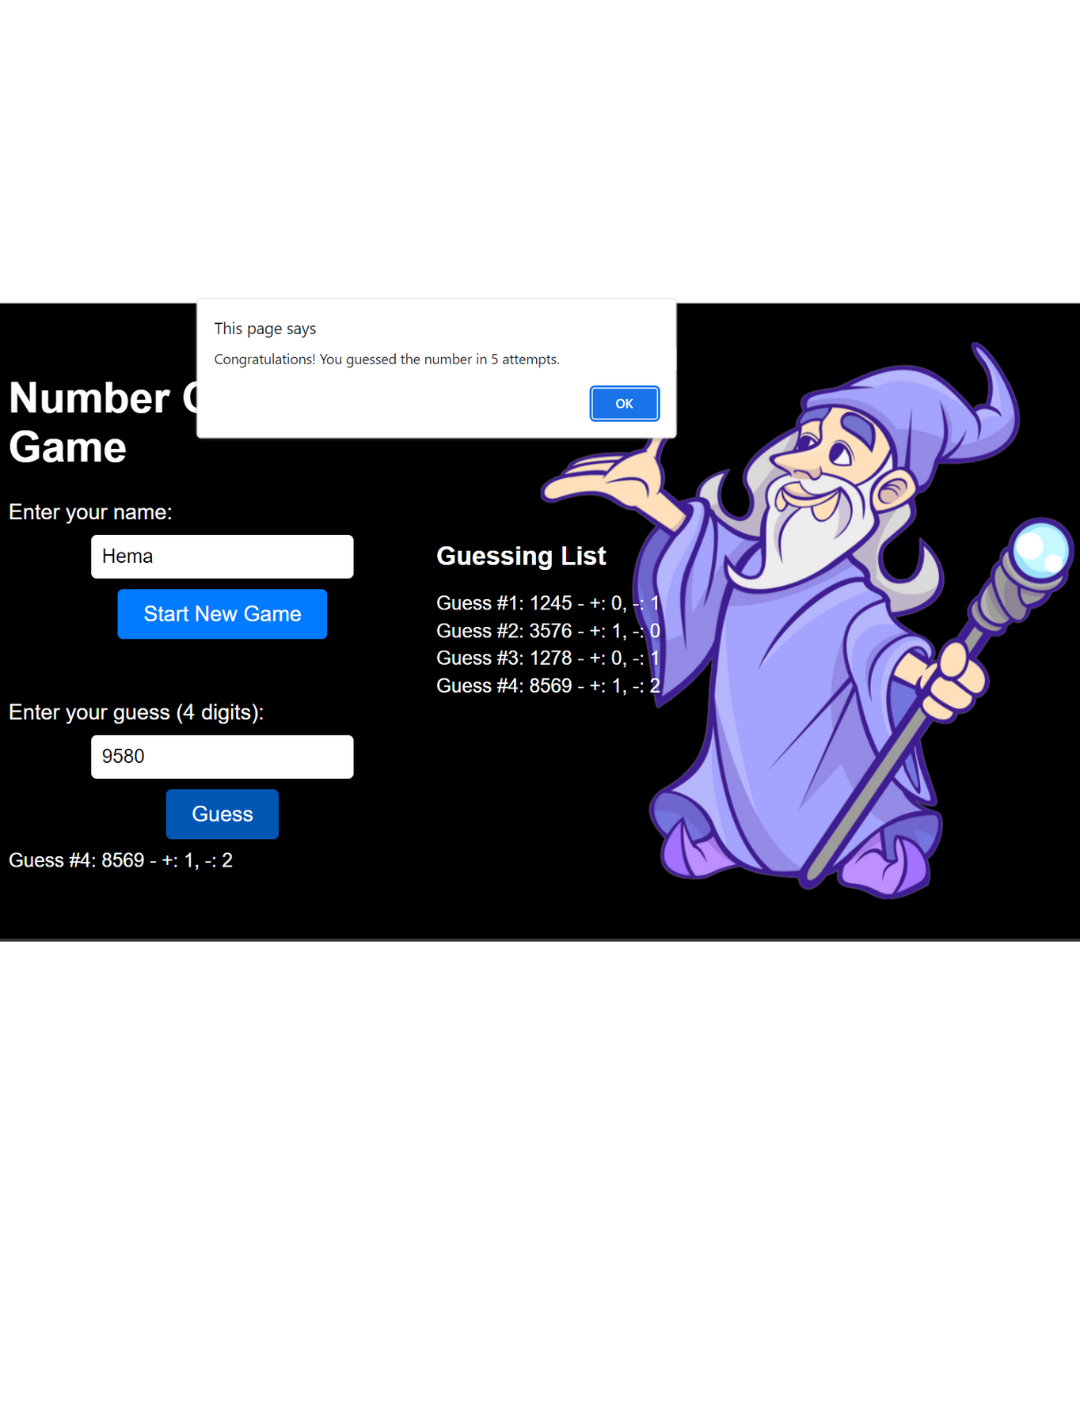 This page says
Congratulations! You guessed the number in 5 attempts.
OK
Number
Game
Enter your name:
Hema
Start New Game
Enter your guess (4 digits):
9580
Guess
Guess #4: 8569 - +: 1, -: 2
Guessing List
Guess #1: 1245 - +: 0, -: 1
Guess #2: 3576 - +: 1, -: 0
Guess #3: 1278 - +: 0, -: 1
Guess #4: 8569 - +: 1, -: 2